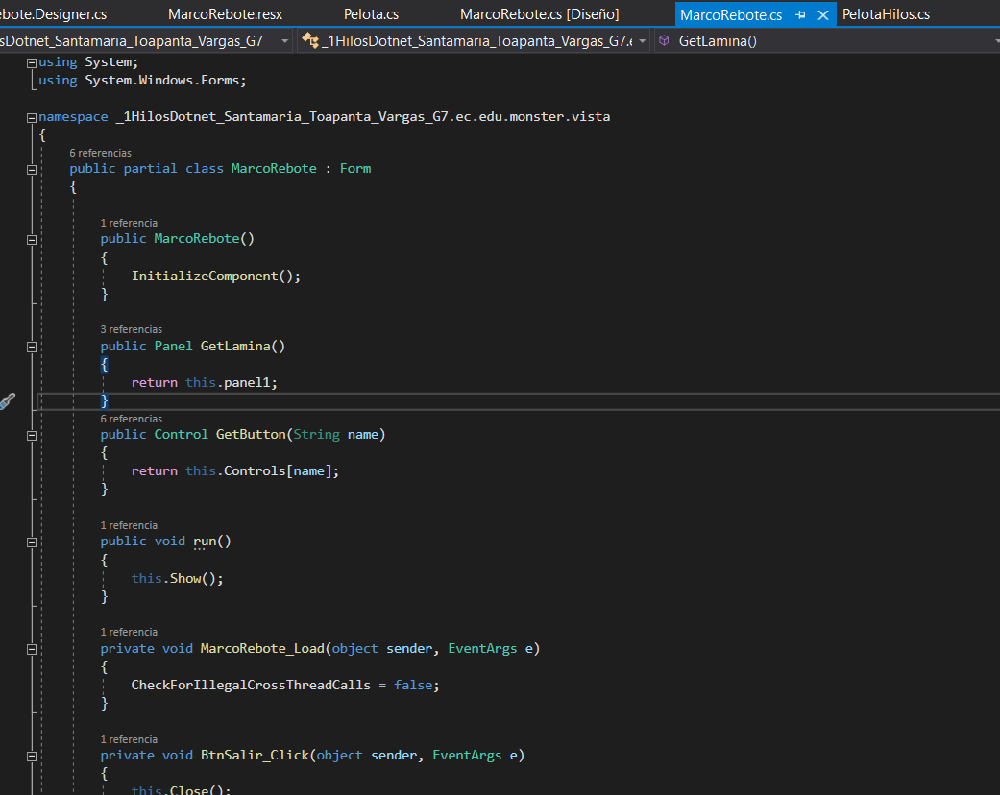 ebote.Designer.cs MarcoRebote.resx Pelota.cs MarcoRebote.cs [Diseño] MarcoRebote.cs PelotaHilos.cs
sDotnet_Santamaria_Toapanta_Vargas_G7 _1HilosDotnet_Santamaria_Toapanta_Vargas_G7.e GetLamina()
using System;
using System.Windows.Forms;
namespace _1HilosDotnet_Santamaria_Toapanta_Vargas_G7.ec.edu.monster.vista
{
6 referencias
public partial class MarcoRebote : Form
{
1 referencia
public MarcoRebote()
{
InitializeComponent();
}
3 referencias
public Panel GetLamina()
{
return this.panel1;
}
6 referencias
public Control GetButton(String name)
{
return this.Controls[name];
}
1 referencia
public void run()
{
this.Show();
}
1 referencia
private void MarcoRebote_Load(object sender, EventArgs e)
{
CheckForIllegalCrossThreadCalls = false;
}
1 referencia
private void BtnSalir_Click(object sender, EventArgs e)
{
this.Close();